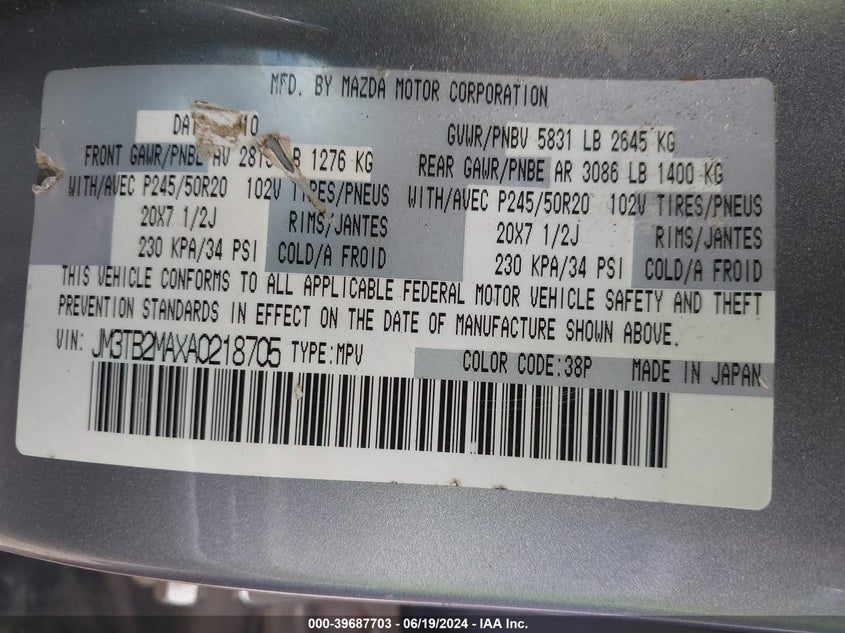 MFD. BY MAZDA MOTOR CORPORATION
10 GVWR/PNBV 5831 LB 2645 KG
FRONT GAWR/PNBE AV LB 1276 KG REAR GAWR/PNBE AR 3086 LB 1400 KG
WITH/AVEC P245/50R20 102V TIRES/PNEUS WITH/AVEC P245/50R20 102V TIRES/PNEUS
20X7 1/2J RIMS/JANTES 20X7 1/2J RIMS/JANTES
230 KPA/34 PSI COLD/A FROID 230 KPA/34 PSI COLD/A FROID
THIS VEHICLE CONFORMS TO ALL APPLICABLE FEDERAL MOTOR VEHICLE SAFETY AND THEFT
PREVENTION STANDARDS IN EFFECT ON THE DATE OF MANUFACTURE SHOWN ABOVE.
VIN: JM3TB2MAXA0218705 TYPE:MPV COLOR CODE:38P MADE IN JAPAN
000-39687703 - 06/19/2024 - IAA Inc.